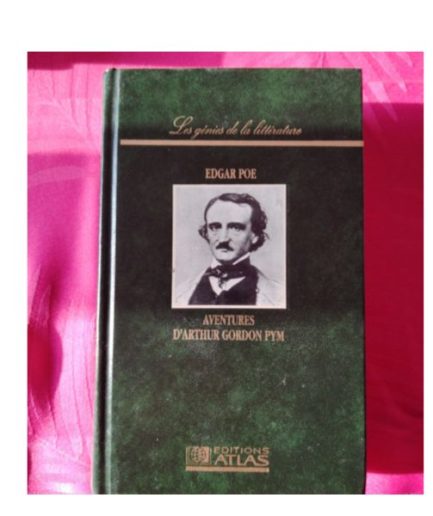 Les génies de la littérature
EDGAR POE
AVENTURES
D'ARTHUR GORDON PYM
EDITIONS
ATLAS